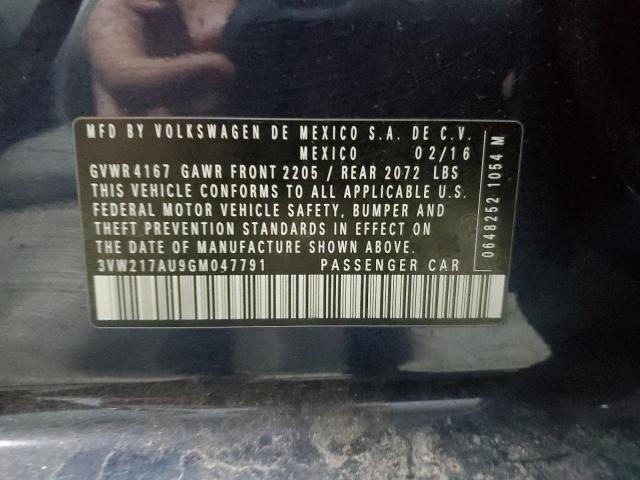 MFD BY VOLKSWAGEN DE MEXICO S.A. DE C.V.
MEXICO 02/16
GVWR 4167 GAWR FRONT 2205 / REAR 2072 LBS
THIS VEHICLE CONFORMS TO ALL APPLICABLE U.S.
FEDERAL MOTOR VEHICLE SAFETY, BUMPER AND
THEFT PREVENTION STANDARDS IN EFFECT ON
THE DATE OF MANUFACTURE SHOWN ABOVE.
3VW217AU9GM047791 PASSENGER CAR
0648252 1054 M